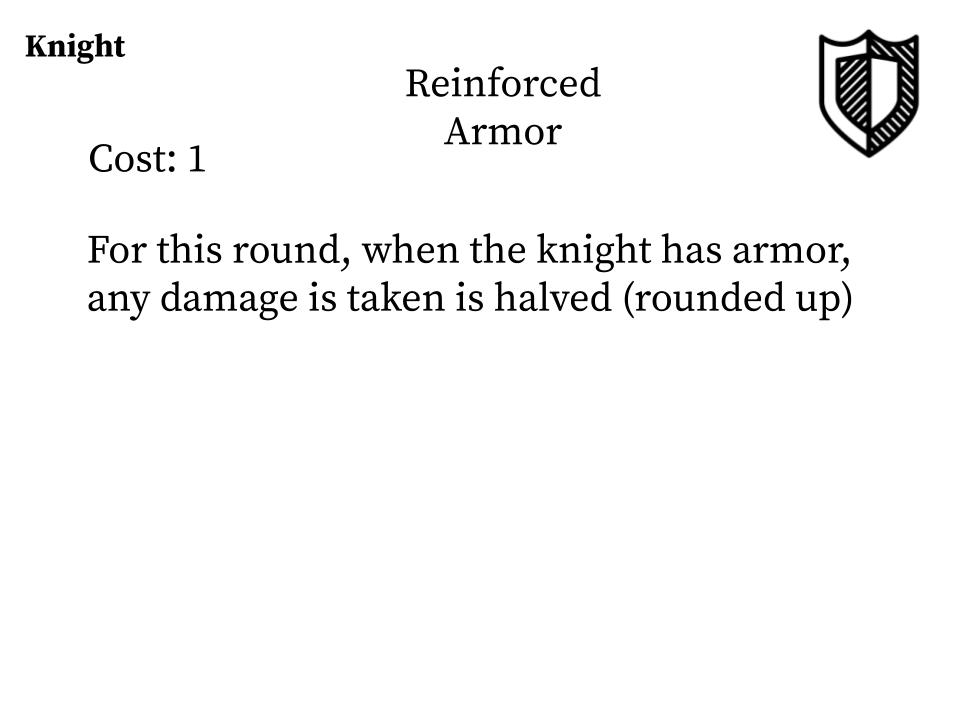 Knight
Reinforced
Armor
Cost: 1
For this round, when the knight has armor,
any damage is taken is halved (rounded up)